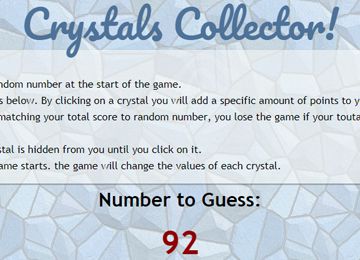 Crystals Collector!
ndom number at the start of the game.
s below. By clicking on a crystal you will add a specific amount of points to y
matching your total score to random number, you lose the game if your touta
stal is hidden from you until you click on it.
ame starts. the game will change the values of each crystal.
Number to Guess:
92